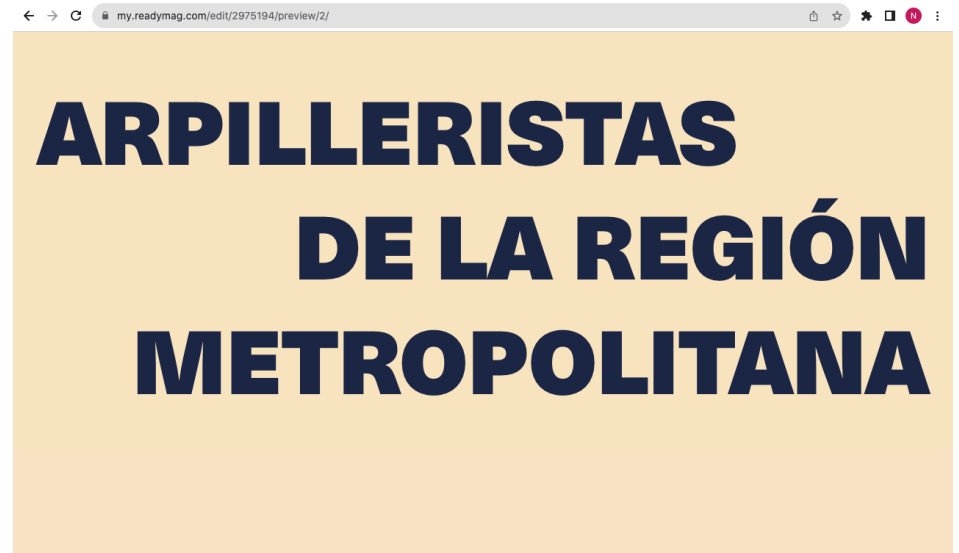 my.readymag.com/edit/2975194/preview/2/
N
ARPILLERISTAS
DE LA REGIÓN
METROPOLITANA